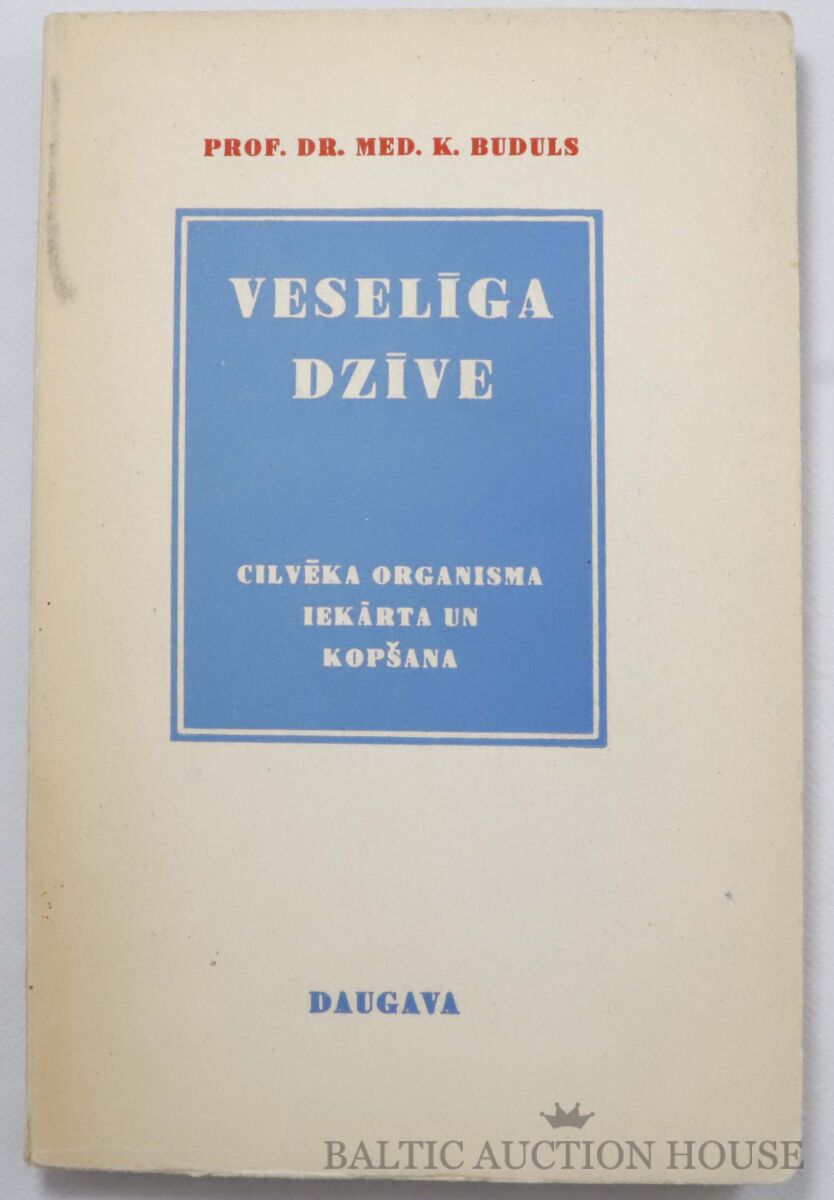 PROF. DR. MED. K. BUDULS
VESELĪGA
DZĪVE
CILVĒKA ORGANISMA
IEKĀRTA UN
KOPŠANA
DAUGAVA
BALTIC AUCTION HOUSE